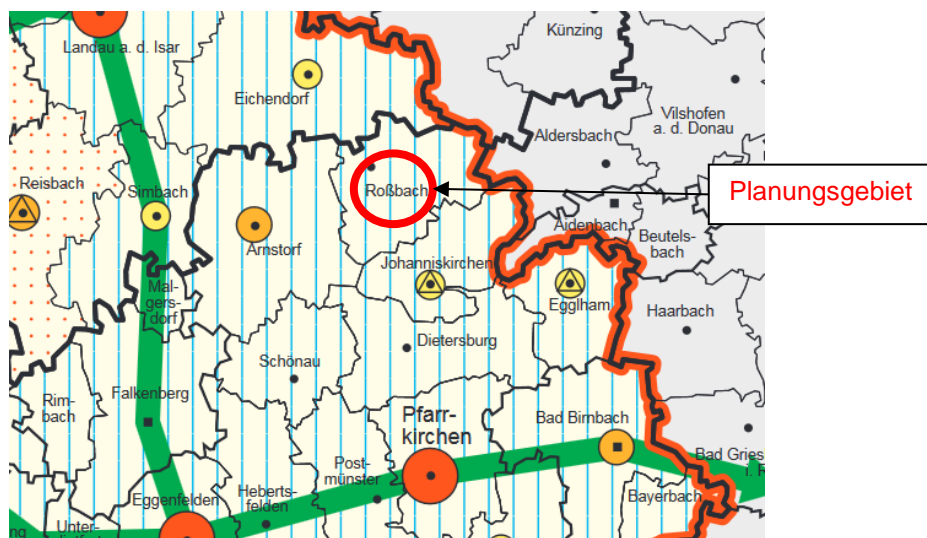 Landau a. d. Isar
Künzing
Eichendorf
Vilshofen
a. d. Donau
Aldersbach
Reisbach
Simbach
Roßbach
Planungsgebiet
Arnstorf
Aidenbach
Beutels-
bach
Johanniskirchen
Mal-
gers-
dorf
Egglham
Haarbach
Dietersburg
Schönau
Rim-
bach
Falkenberg
Pfarr-
kirchen
Bad Birnbach
Bad Gries
i. R
Post-
münster
Eggenfelden
Heberts-
felden
Bayerbach
ng
Unter-